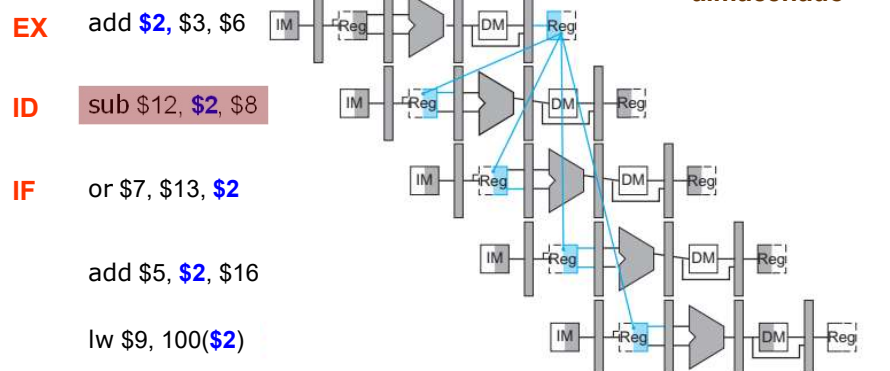 EX add $2, $3, $6 IM Reg DM Reg
ID sub $12, $2, $8 IM Reg DM Reg
IF or $7, $13, $2 IM Reg DM Reg
add $5, $2, $16 IM Reg DM Reg
lw $9, 100($2) IM Reg DM Reg